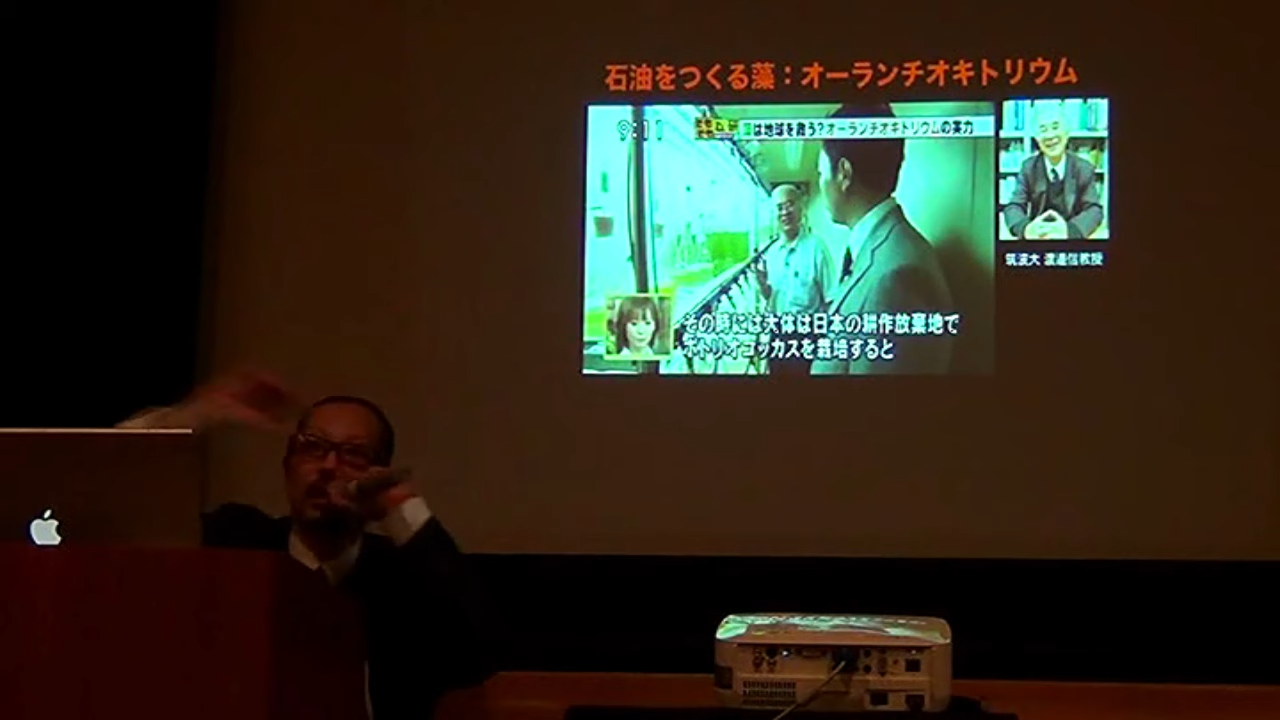 石油をつくる藻：オーランチオキトリウム
9:11
は地球を救う？オーランチオキトリウムの実力
筑波大 渡邉信教授
その時には大体は日本の耕作放棄地で
ボトリオコッカスを栽培すると